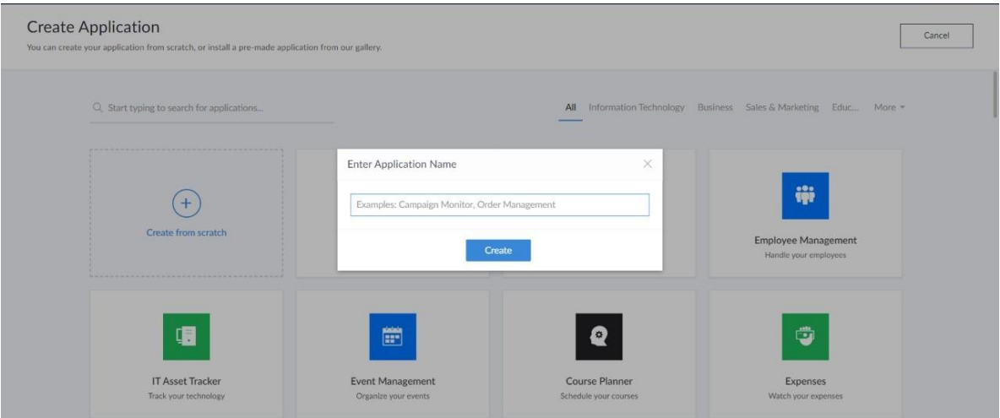 Create Application
You can create your application from scratch, or install a pre-made application from our gallery.
Cancel
Start typing to search for applications...
All Information Technology Business Sales & Marketing Educ... More
Enter Application Name
Examples: Campaign Monitor, Order Management
Create
Create from scratch
Employee Management
Handle your employees
IT Asset Tracker
Track your technology
Event Management
Organize your events
Course Planner
Schedule your courses
Expenses
Watch your expenses